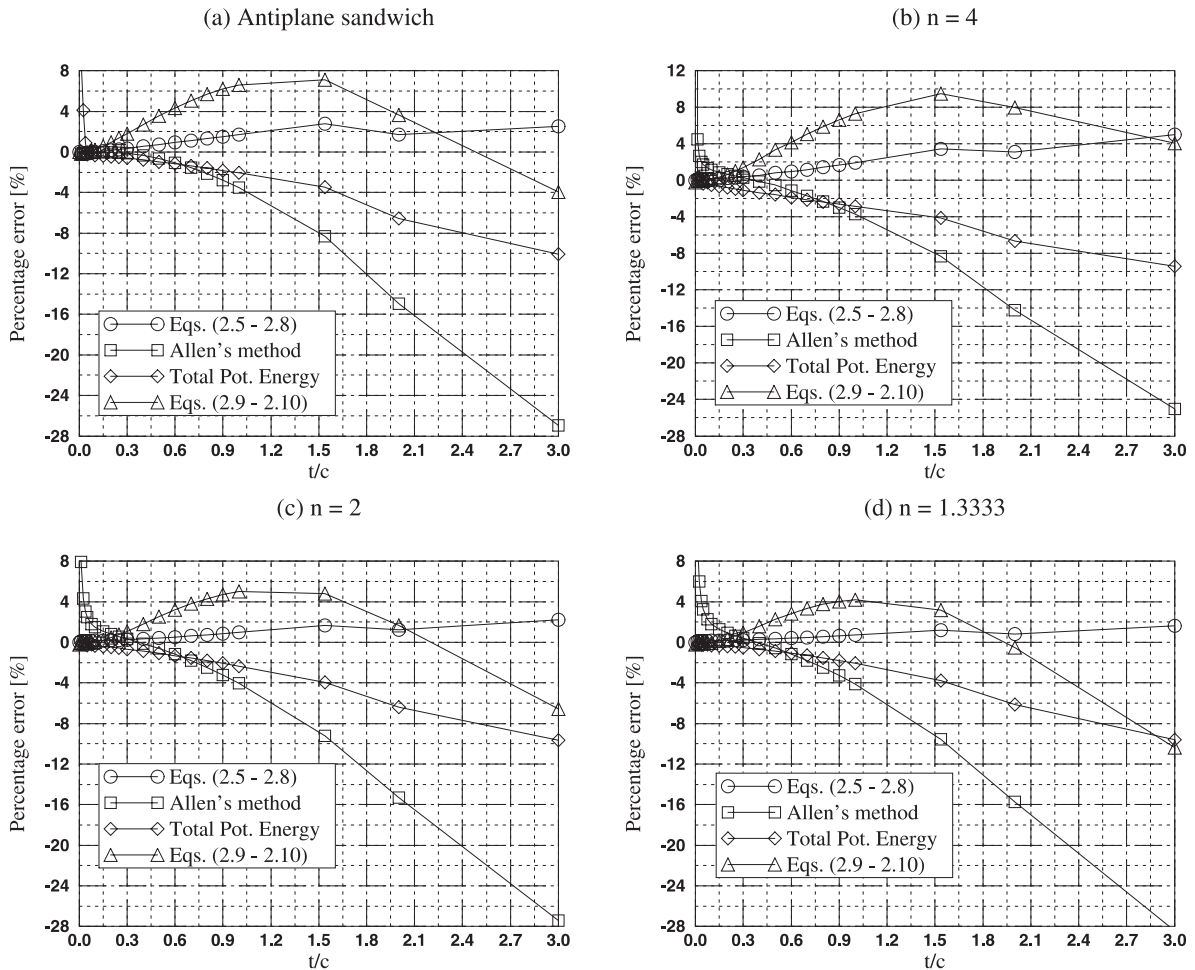 (a) Antiplane sandwich
Percentage error [%]
8
4
0
-4
-8
-12
-16
-20
-24
-28
Eqs. (2.5 - 2.8)
Allen's method
Total Pot. Energy
Eqs. (2.9 - 2.10)
0.0 0.3 0.6 0.9 1.2 1.5 1.8 2.1 2.4 2.7 3.0
t/c
(b) n = 4
Percentage error [%]
12
8
4
0
-4
-8
-12
-16
-20
-24
-28
Eqs. (2.5 - 2.8)
Allen's method
Total Pot. Energy
Eqs. (2.9 - 2.10)
0.0 0.3 0.6 0.9 1.2 1.5 1.8 2.1 2.4 2.7 3.0
t/c
(c) n = 2
Percentage error [%]
8
4
0
-4
-8
-12
-16
-20
-24
-28
Eqs. (2.5 - 2.8)
Allen's method
Total Pot. Energy
Eqs. (2.9 - 2.10)
0.0 0.3 0.6 0.9 1.2 1.5 1.8 2.1 2.4 2.7 3.0
t/c
(d) n = 1.3333
Percentage error [%]
8
4
0
-4
-8
-12
-16
-20
-24
-28
Eqs. (2.5 - 2.8)
Allen's method
Total Pot. Energy
Eqs. (2.9 - 2.10)
0.0 0.3 0.6 0.9 1.2 1.5 1.8 2.1 2.4 2.7 3.0
t/c